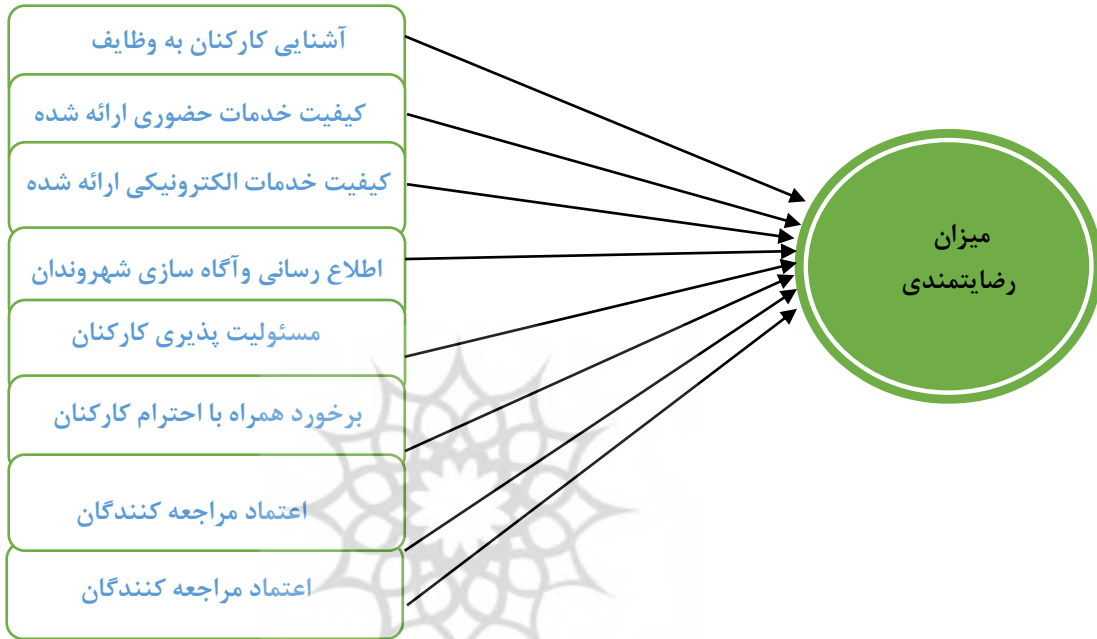 آشنایی کارکنان به وظایف
کیفیت خدمات حضوری ارائه شده
کیفیت خدمات الکترونیکی ارائه شده
اطلاع رسانی وآگاه سازی شهروندان
مسئولیت پذیری کارکنان
برخورد همراه با احترام کارکنان
اعتماد مراجعه کنندگان
اعتماد مراجعه کنندگان
میزان
رضایتمندی